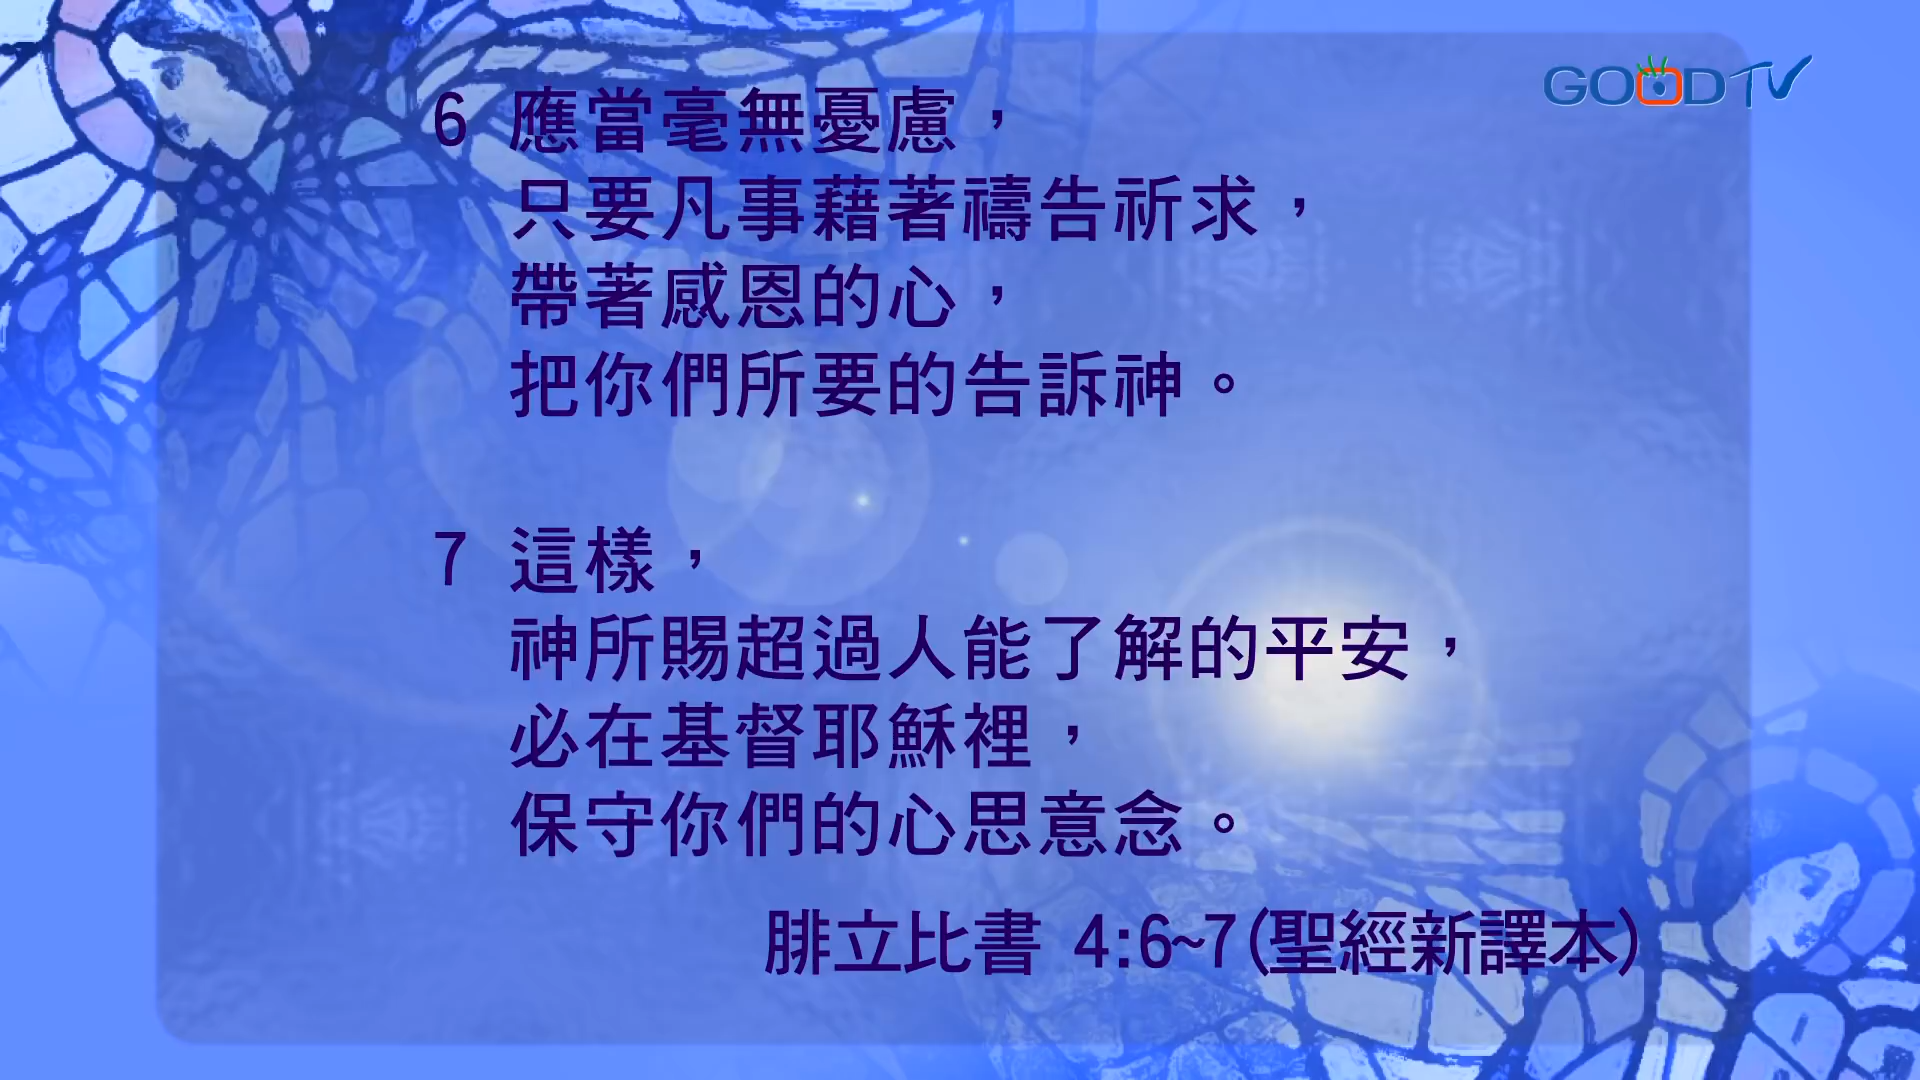 GOODTV
6 應當毫無憂慮，
只要凡事藉著禱告祈求，
帶著感恩的心，
把你們所要的告訴神。
7 這樣，
神所賜超過人能了解的平安，
必在基督耶穌裡，
保守你們的心思意念。
腓立比書 4:6~7(聖經新譯本)